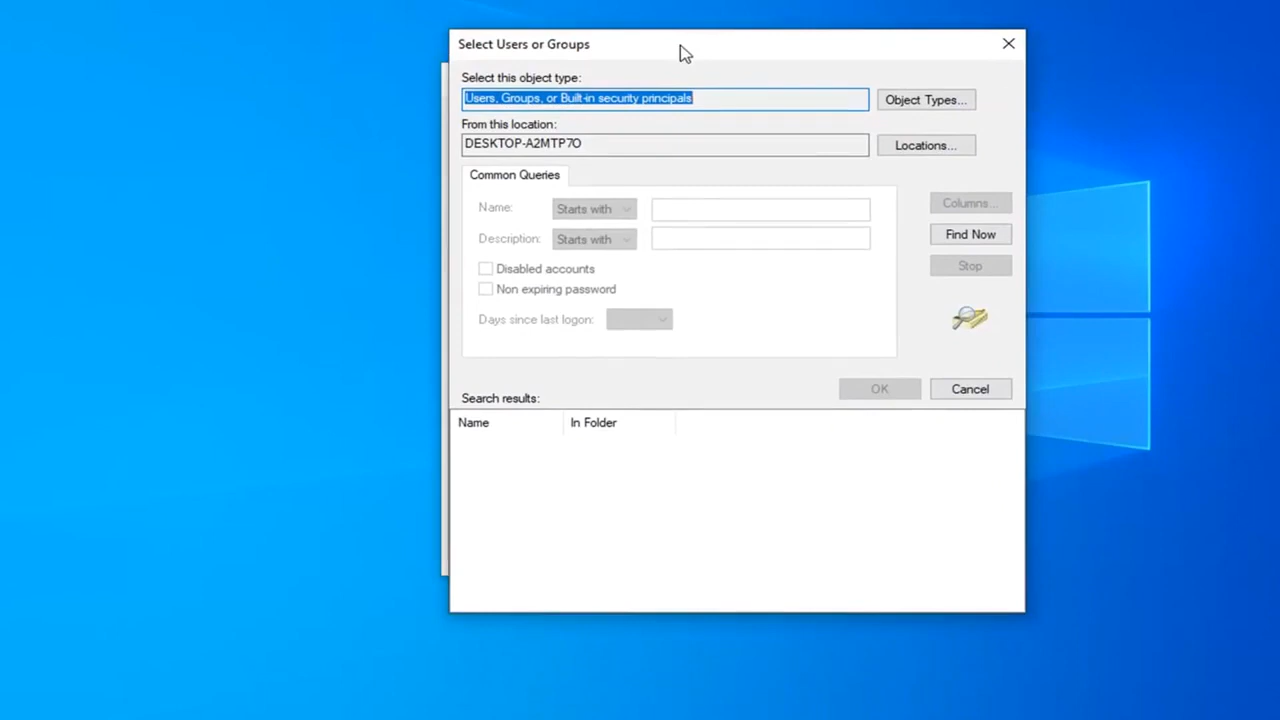 Select Users or Groups
Select this object type:
Users, Groups, or Built-in security principals
Object Types...
From this location:
DESKTOP-A2MTP7O
Locations...
Common Queries
Name:
Starts with
Columns...
Find Now
Description:
Starts with
Stop
Disabled accounts
Non expiring password
Days since last logon:
OK
Cancel
Search results:
Name
In Folder